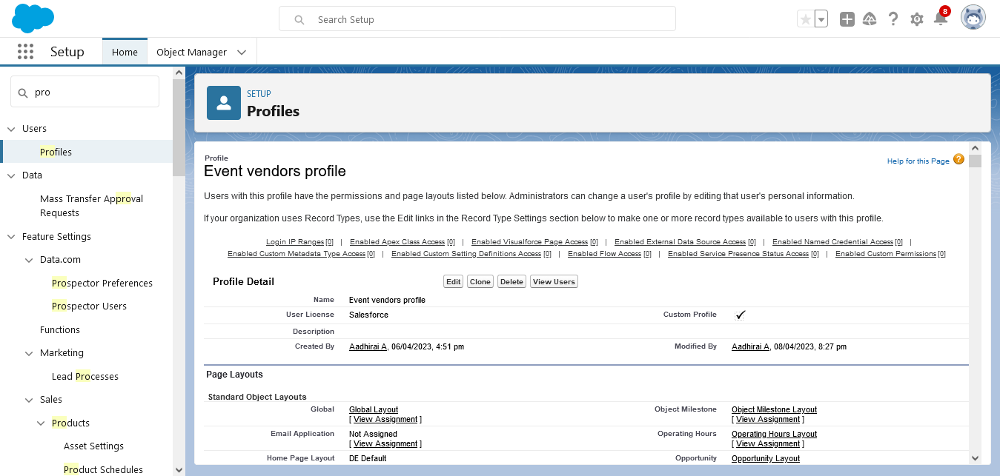 Search Setup
8
Setup
Home
Object Manager
pro
Users
Profiles
Data
Mass Transfer Approval
Requests
Feature Settings
Data.com
Prospector Preferences
Prospector Users
Functions
Marketing
Lead Processes
Sales
Products
Asset Settings
Product Schedules
SETUP
Profiles
Profile
Event vendors profile
Help for this Page ?
Users with this profile have the permissions and page layouts listed below. Administrators can change a user's profile by editing that user's personal information.
If your organization uses Record Types, use the Edit links in the Record Type Settings section below to make one or more record types available to users with this profile.
Login IP Ranges [0] | Enabled Apex Class Access [0] | Enabled Visualforce Page Access [0] | Enabled External Data Source Access [0] | Enabled Named Credential Access [0] |
Enabled Custom Metadata Type Access [0] | Enabled Custom Setting Definitions Access [0] | Enabled Flow Access [0] | Enabled Service Presence Status Access [0] | Enabled Custom Permissions [0]
Profile Detail Edit Clone Delete View Users
Name Event vendors profile
User License Salesforce Custom Profile ✓
Description
Created By Aadhirai A, 06/04/2023, 4:51 pm Modified By Aadhirai A, 08/04/2023, 8:27 pm
Page Layouts
Standard Object Layouts
Global Global Layout Object Milestone Object Milestone Layout
[ View Assignment ] [ View Assignment ]
Email Application Not Assigned Operating Hours Operating Hours Layout
[ View Assignment ] [ View Assignment ]
Home Page Layout DE Default Opportunity Opportunity Layout